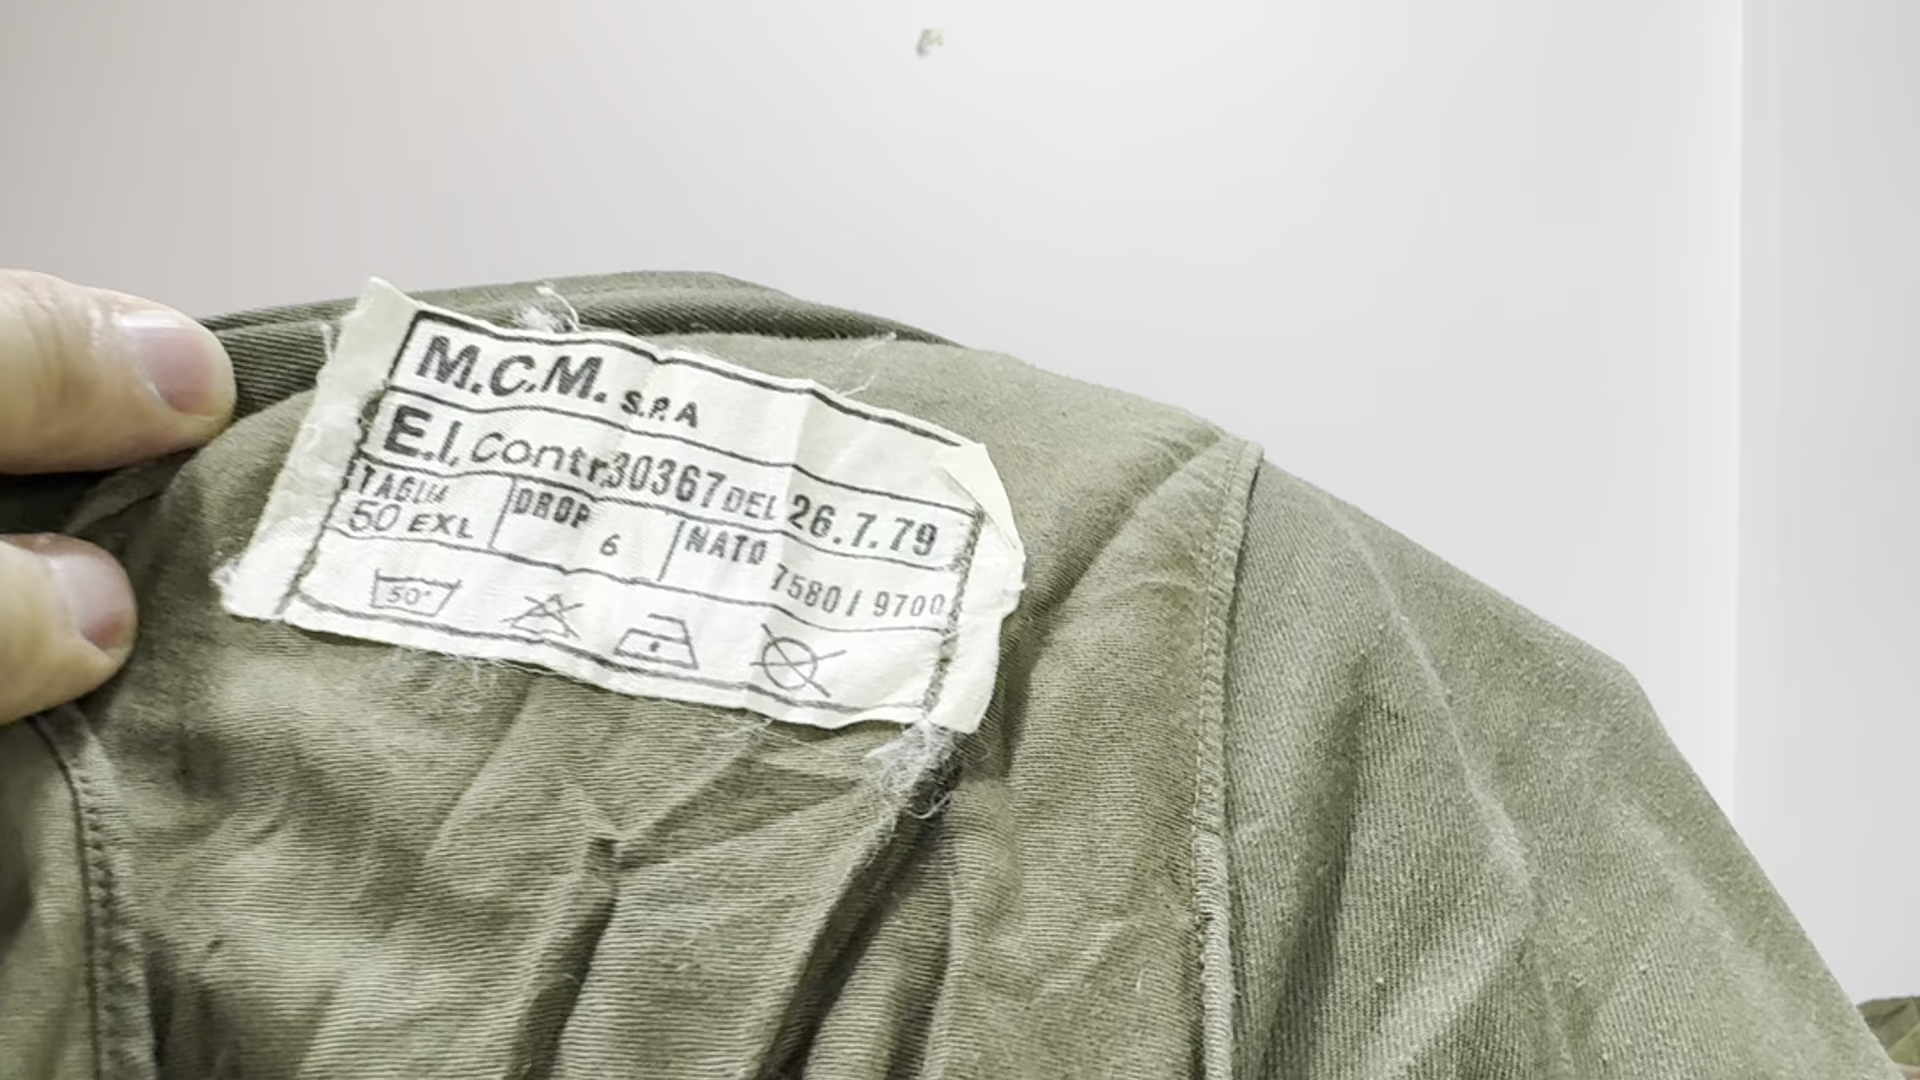 M.C.M. S.P.A
E.I. Contr. 30367 DEL 26.7.79
TAGLIA DROP NATO
50 EXL 6 7580/9700
50°